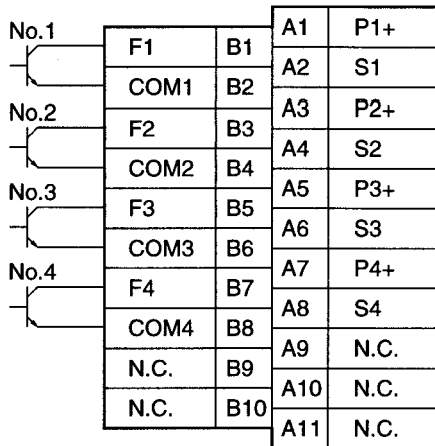 No.1
F1 B1
COM1 B2
No.2
F2 B3
COM2 B4
No.3
F3 B5
COM3 B6
No.4
F4 B7
COM4 B8
N.C. B9
N.C. B10
A1 P1+
A2 S1
A3 P2+
A4 S2
A5 P3+
A6 S3
A7 P4+
A8 S4
A9 N.C.
A10 N.C.
A11 N.C.